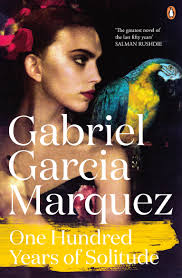 'The greatest novel of
the last fifty years'
SALMAN RUSHDIE
Gabriel
Garcia
Marquez
One Hundred
Years of Solitude